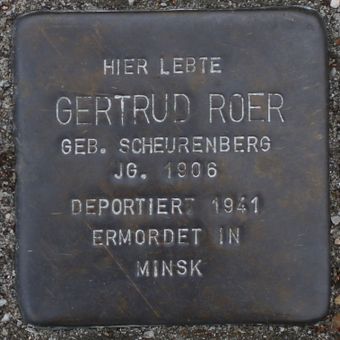 HIER LEBTE
GERTRUD ROER
GEB. SCHEURENBERG
JG. 1906
DEPORTIERT 1941
ERMORDET IN
MINSK